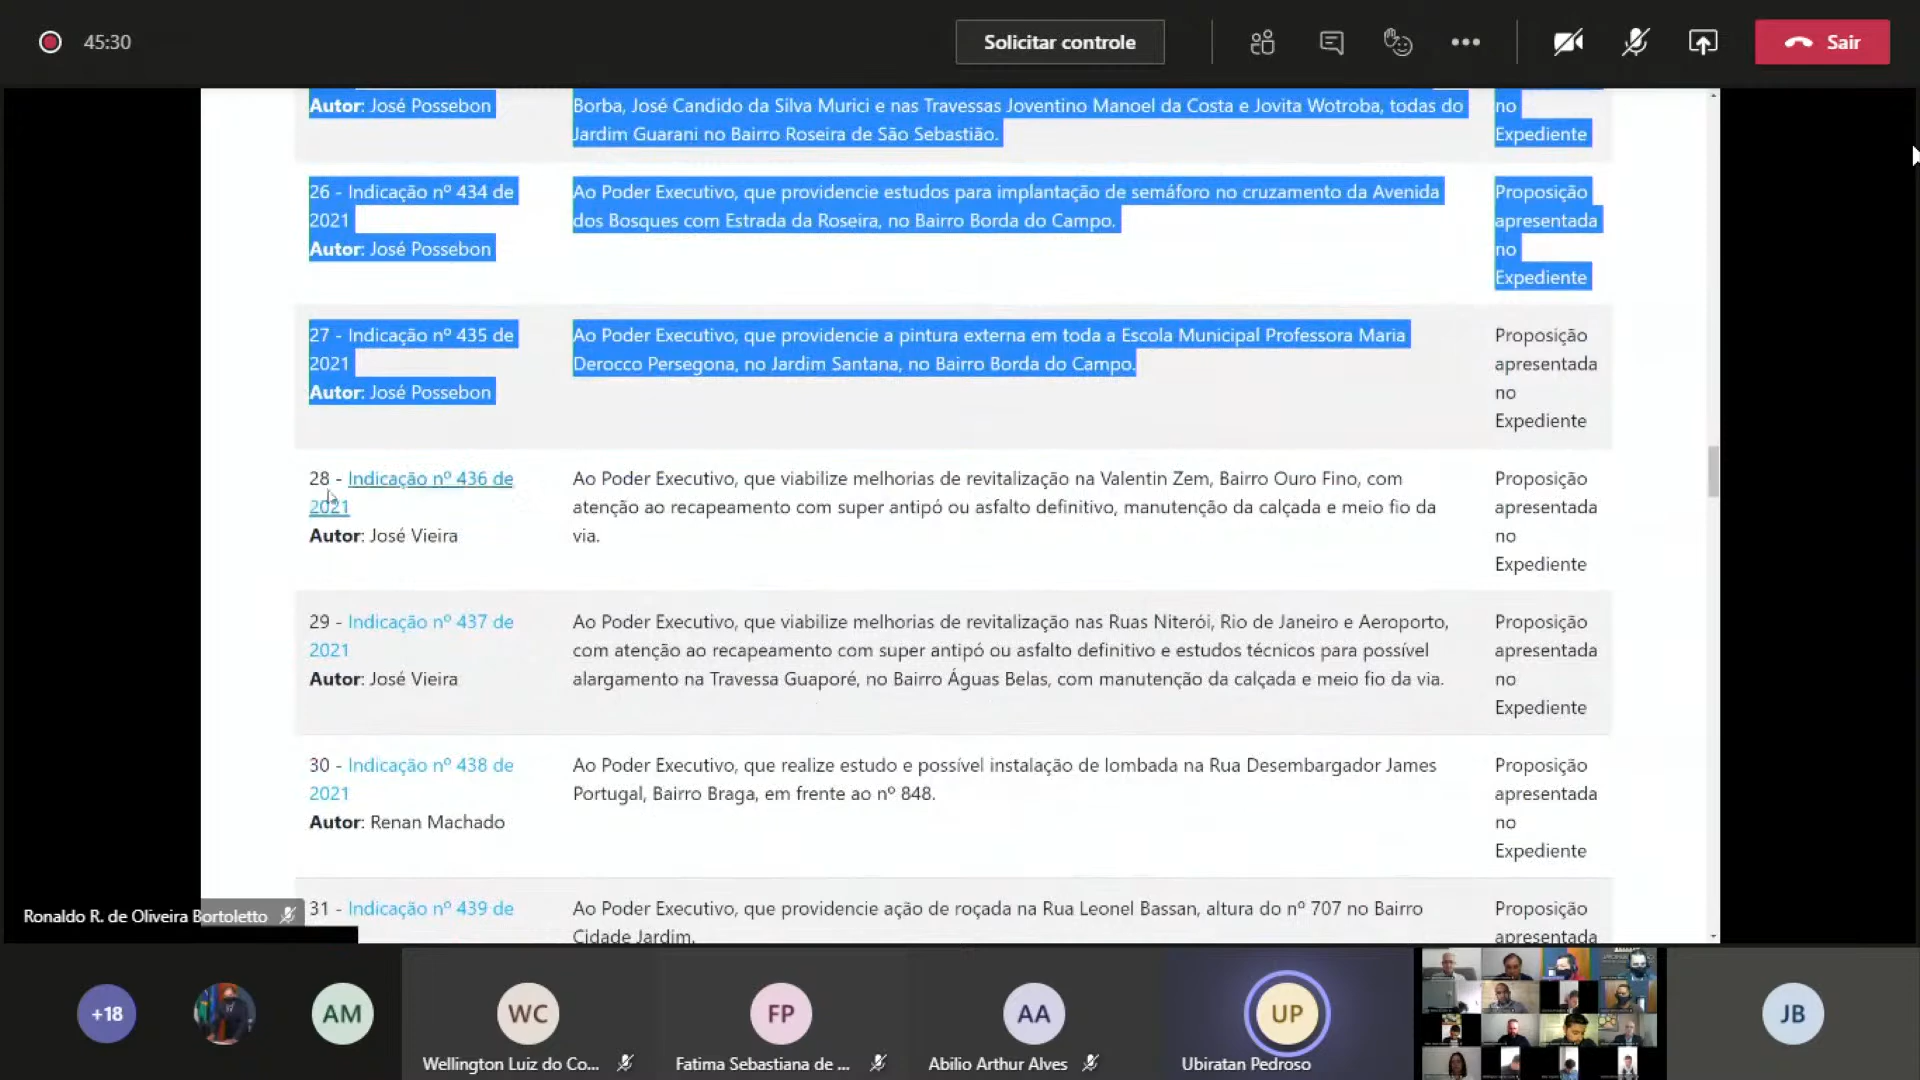 45:30
Solicitar controle
Sair
Autor: José Possebon
Borba, José Candido da Silva Murici e nas Travessas Joventino Manoel da Costa e Jovita Wotroba, todas do
Jardim Guarani no Bairro Roseira de São Sebastião.
no
Expediente
26 - Indicação nº 434 de
2021
Autor: José Possebon
Ao Poder Executivo, que providencie estudos para implantação de semáforo no cruzamento da Avenida
dos Bosques com Estrada da Roseira, no Bairro Borda do Campo.
Proposição
apresentada
no
Expediente
27 - Indicação nº 435 de
2021
Autor: José Possebon
Ao Poder Executivo, que providencie a pintura externa em toda a Escola Municipal Professora Maria
Derocco Persegona, no Jardim Santana, no Bairro Borda do Campo.
Proposição
apresentada
no
Expediente
28 - Indicação nº 436 de
2021
Autor: José Vieira
Ao Poder Executivo, que viabilize melhorias de revitalização na Valentin Zem, Bairro Ouro Fino, com
atenção ao recapeamento com super antipó ou asfalto definitivo, manutenção da calçada e meio fio da
via.
Proposição
apresentada
no
Expediente
29 - Indicação nº 437 de
2021
Autor: José Vieira
Ao Poder Executivo, que viabilize melhorias de revitalização nas Ruas Niterói, Rio de Janeiro e Aeroporto,
com atenção ao recapeamento com super antipó ou asfalto definitivo e estudos técnicos para possível
alargamento na Travessa Guaporé, no Bairro Águas Belas, com manutenção da calçada e meio fio da via.
Proposição
apresentada
no
Expediente
30 - Indicação nº 438 de
2021
Autor: Renan Machado
Ao Poder Executivo, que realize estudo e possível instalação de lombada na Rua Desembargador James
Portugal, Bairro Braga, em frente ao nº 848.
Proposição
apresentada
no
Expediente
31 - Indicação nº 439 de
Ao Poder Executivo, que providencie ação de roçada na Rua Leonel Bassan, altura do nº 707 no Bairro
Cidade Jardim.
Proposição
apresentada
Ronaldo R. de Oliveira Bortoletto
+18
AM
WC
Wellington Luiz do Co...
FP
Fatima Sebastiana de ...
AA
Abilio Arthur Alves
UP
Ubiratan Pedroso
JB